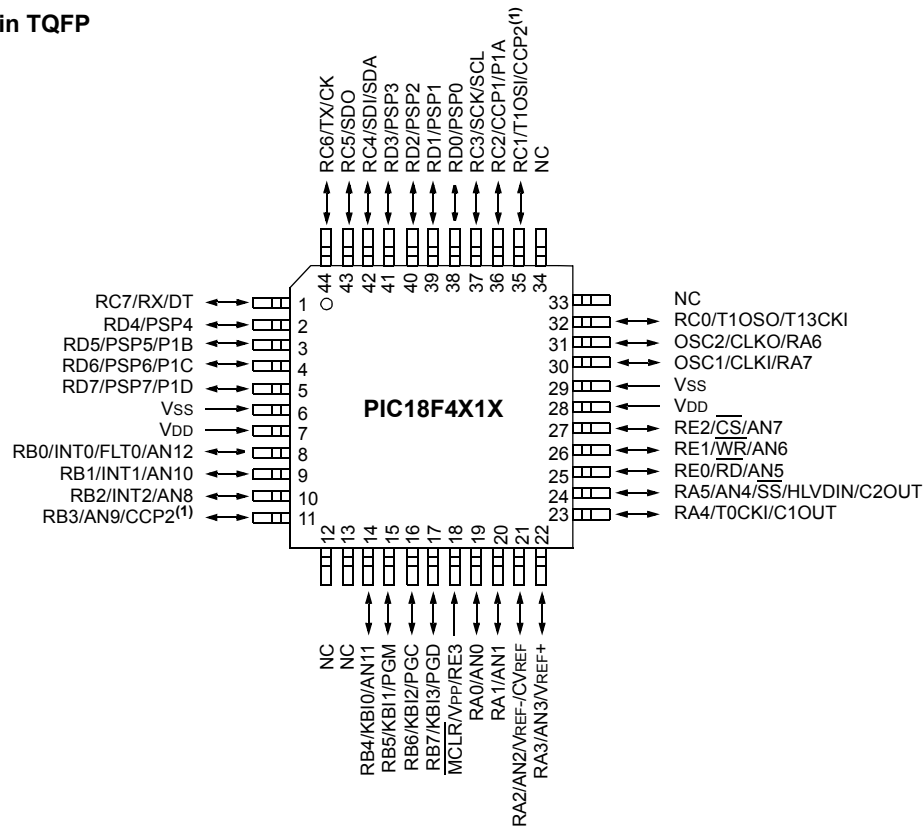 in TQFP
RC6/TX/CK
RC5/SDO
RC4/SDI/SDA
RD3/PSP3
RD2/PSP2
RD1/PSP1
RD0/PSP0
RC3/SCK/SCL
RC2/CCP1/P1A
RC1/T1OSI/CCP2(1)
NC
44
43
42
41
40
39
38
37
36
35
34
RC7/RX/DT 1
RD4/PSP4 2
RD5/PSP5/P1B 3
RD6/PSP6/P1C 4
RD7/PSP7/P1D 5
VSS 6
VDD 7
RB0/INT0/FLT0/AN12 8
RB1/INT1/AN10 9
RB2/INT2/AN8 10
RB3/AN9/CCP2(1) 11
PIC18F4X1X
33 NC
32 RC0/T1OSO/T13CKI
31 OSC2/CLKO/RA6
30 OSC1/CLKI/RA7
29 VSS
28 VDD
27 RE2/CS/AN7
26 RE1/WR/AN6
25 RE0/RD/AN5
24 RA5/AN4/SS/HLVDIN/C2OUT
23 RA4/T0CKI/C1OUT
12
13
14
15
16
17
18
19
20
21
22
NC
NC
RB4/KBI0/AN11
RB5/KBI1/PGM
RB6/KBI2/PGC
RB7/KBI3/PGD
MCLR/VPP/RE3
RA0/AN0
RA1/AN1
RA2/AN2/VREF-/CVREF
RA3/AN3/VREF+